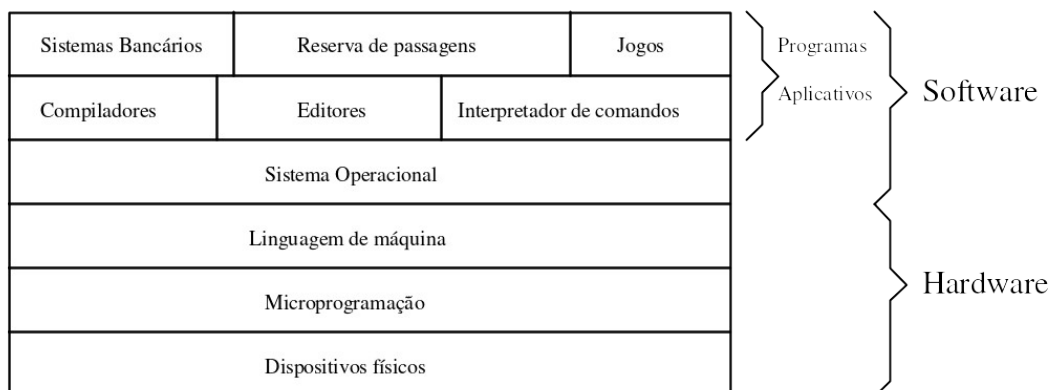 Sistemas Bancários Reserva de passagens Jogos
Programas
Aplicativos
Software
Compiladores Editores Interpretador de comandos
Sistema Operacional
Linguagem de máquina
Microprogramação
Hardware
Dispositivos físicos